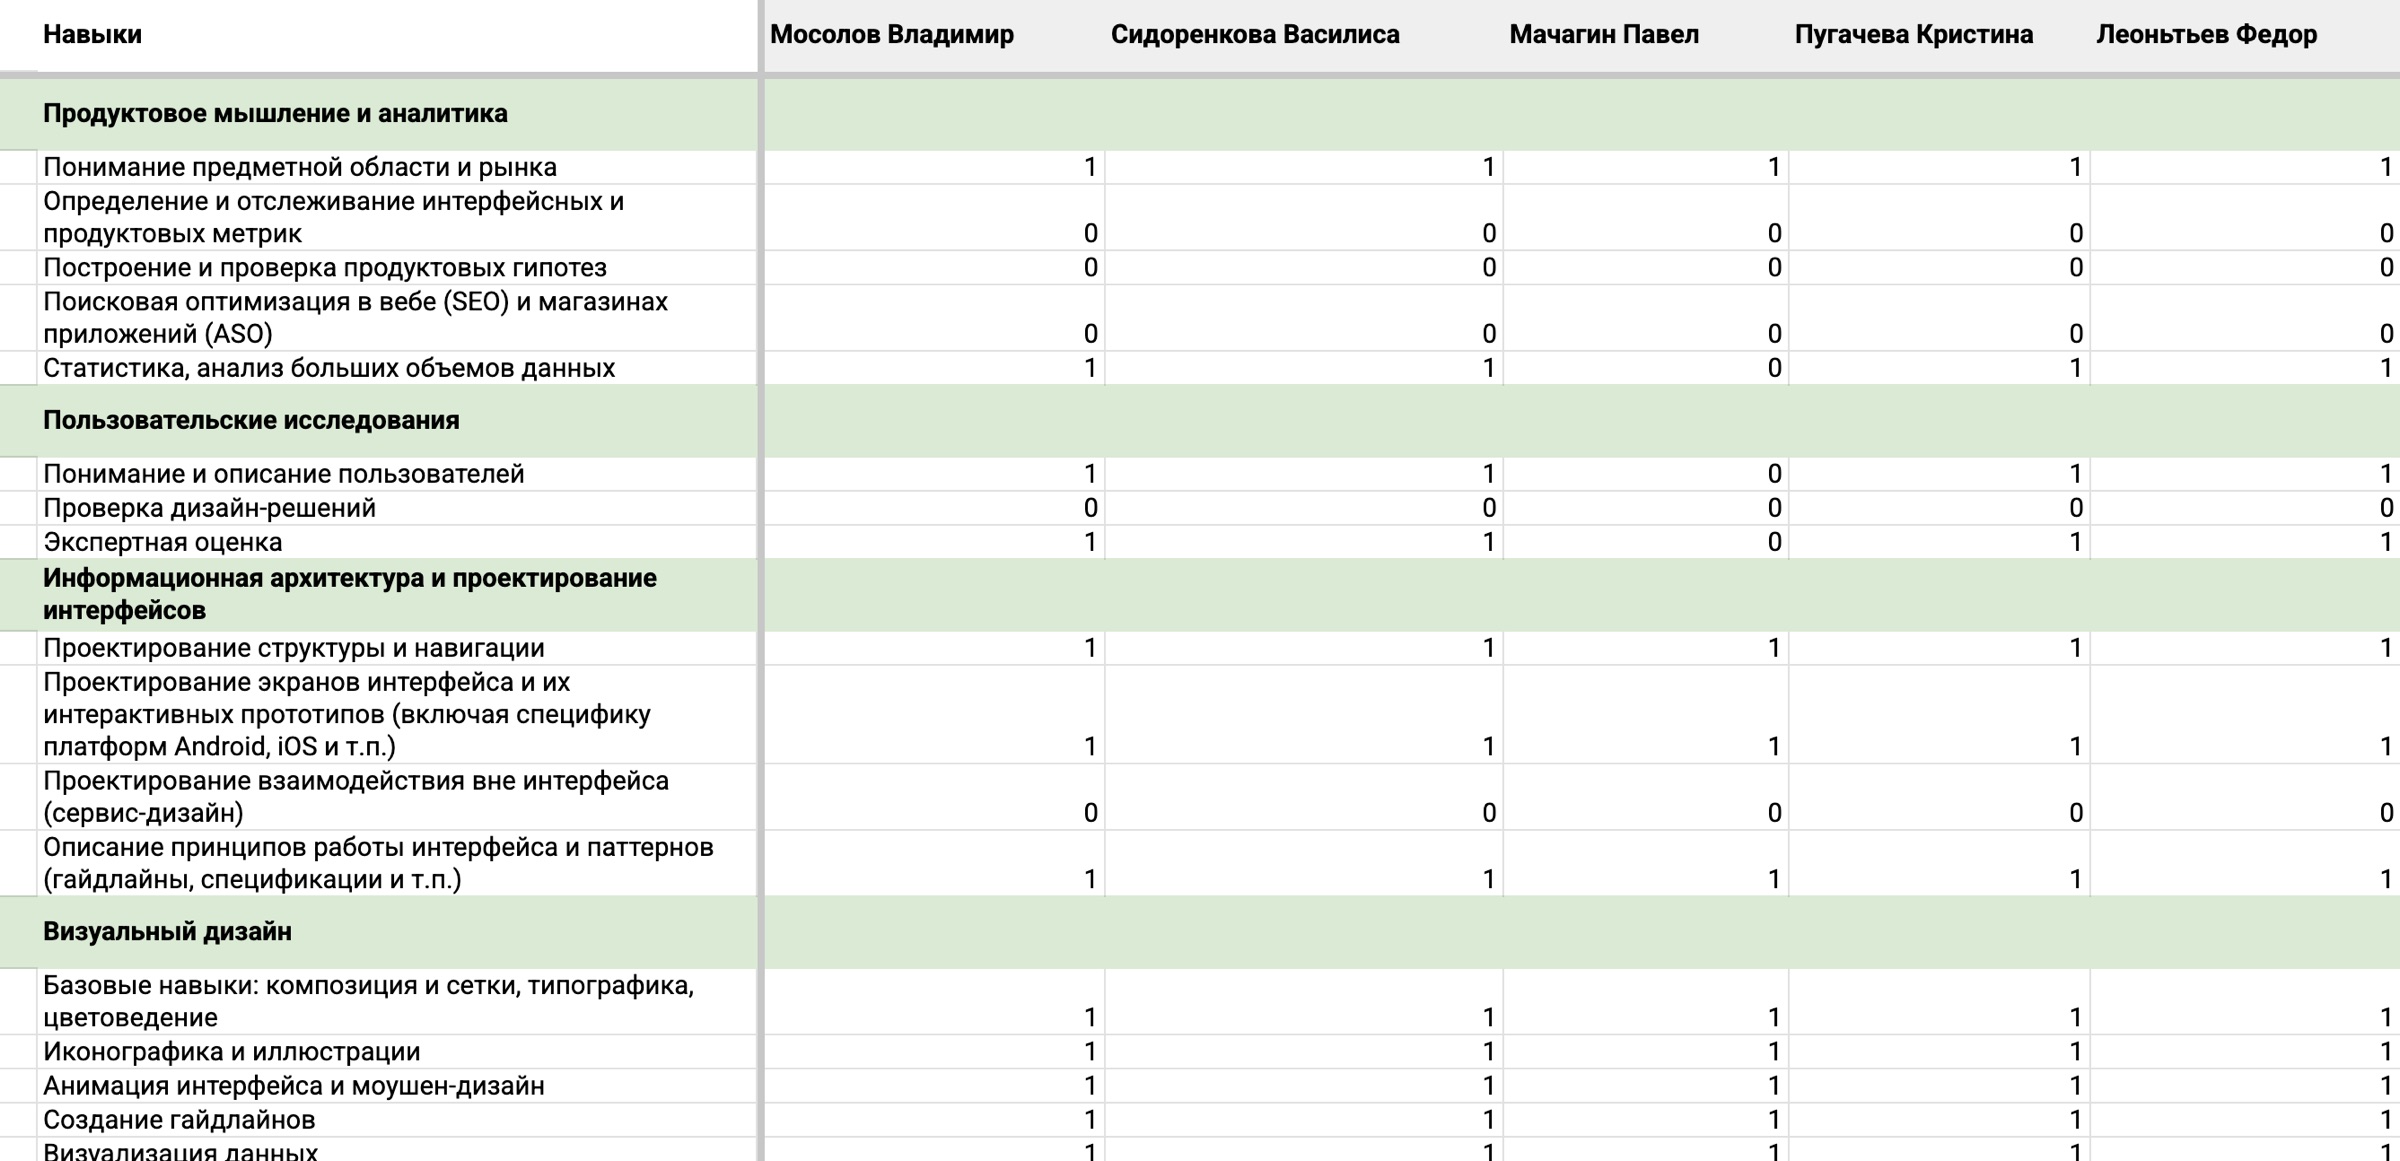 Навыки Мосолов Владимир Сидоренкова Василиса Мачагин Павел Пугачева Кристина Леоньтьев Федор
Продуктовое мышление и аналитика
Понимание предметной области и рынка 1 1 1 1 1
Определение и отслеживание интерфейсных и
продуктовых метрик 0 0 0 0 0
Построение и проверка продуктовых гипотез 0 0 0 0 0
Поисковая оптимизация в вебе (SEO) и магазинах
приложений (ASO) 0 0 0 0 0
Статистика, анализ больших объемов данных 1 1 0 1 1
Пользовательские исследования
Понимание и описание пользователей 1 1 0 1 1
Проверка дизайн-решений 0 0 0 0 0
Экспертная оценка 1 1 0 1 1
Информационная архитектура и проектирование
интерфейсов
Проектирование структуры и навигации 1 1 1 1 1
Проектирование экранов интерфейса и их
интерактивных прототипов (включая специфику
платформ Android, iOS и т.п.) 1 1 1 1 1
Проектирование взаимодействия вне интерфейса
(сервис-дизайн) 0 0 0 0 0
Описание принципов работы интерфейса и паттернов
(гайдлайны, спецификации и т.п.) 1 1 1 1 1
Визуальный дизайн
Базовые навыки: композиция и сетки, типографика,
цветоведение 1 1 1 1 1
Иконографика и иллюстрации 1 1 1 1 1
Анимация интерфейса и моушен-дизайн 1 1 1 1 1
Создание гайдлайнов 1 1 1 1 1
Визуализация данных 1 1 1 1 1